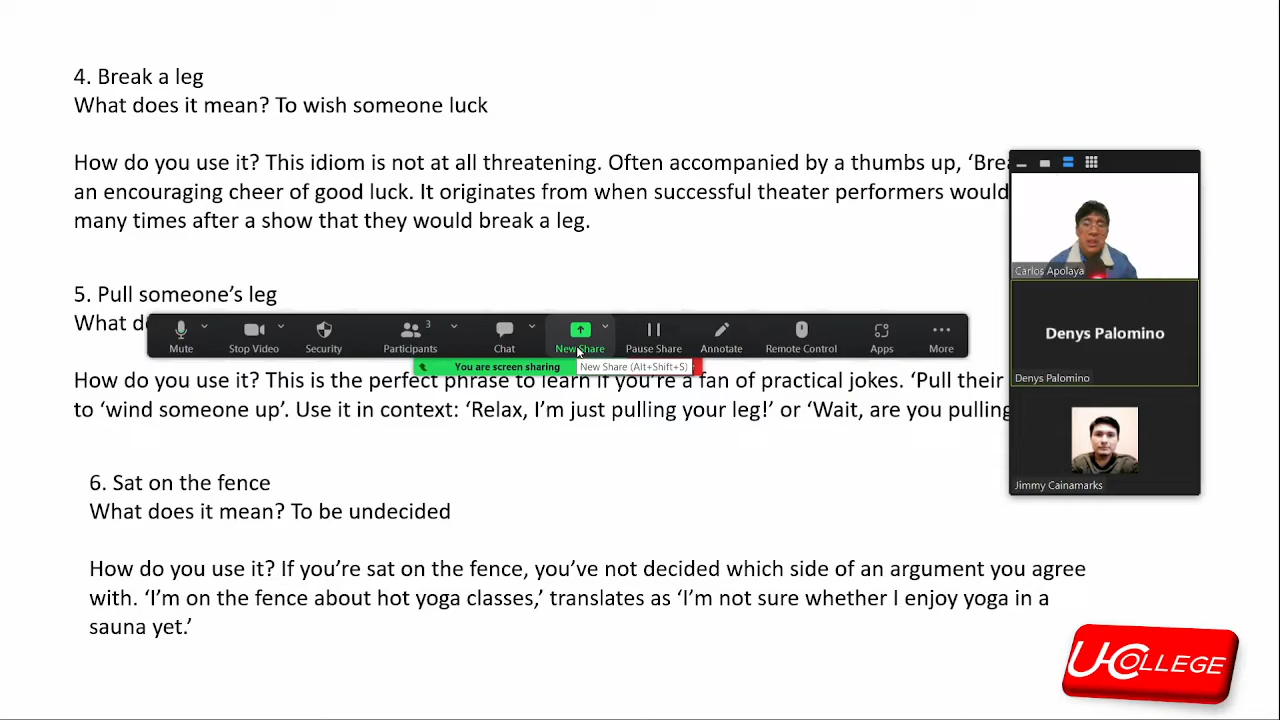 4. Break a leg
What does it mean? To wish someone luck
How do you use it? This idiom is not at all threatening. Often accompanied by a thumbs up, ‘Brea
an encouraging cheer of good luck. It originates from when successful theater performers would
many times after a show that they would break a leg.
5. Pull someone’s leg
What d
Mute
Stop Video
Security
Participants
3
Chat
New Share
Pause Share
Annotate
Remote Control
Apps
More
You are screen sharing
New Share (Alt+Shift+S)
How do you use it? This is the perfect phrase to learn if you’re a fan of practical jokes. ‘Pull their
to ‘wind someone up’. Use it in context: ‘Relax, I’m just pulling your leg!’ or ‘Wait, are you pulling
6. Sat on the fence
What does it mean? To be undecided
How do you use it? If you’re sat on the fence, you’ve not decided which side of an argument you agree
with. ‘I’m on the fence about hot yoga classes,’ translates as ‘I’m not sure whether I enjoy yoga in a
sauna yet.’
Carlos Apolaya
Denys Palomino
Denys Palomino
Jimmy Cainamarks
U-COLLEGE